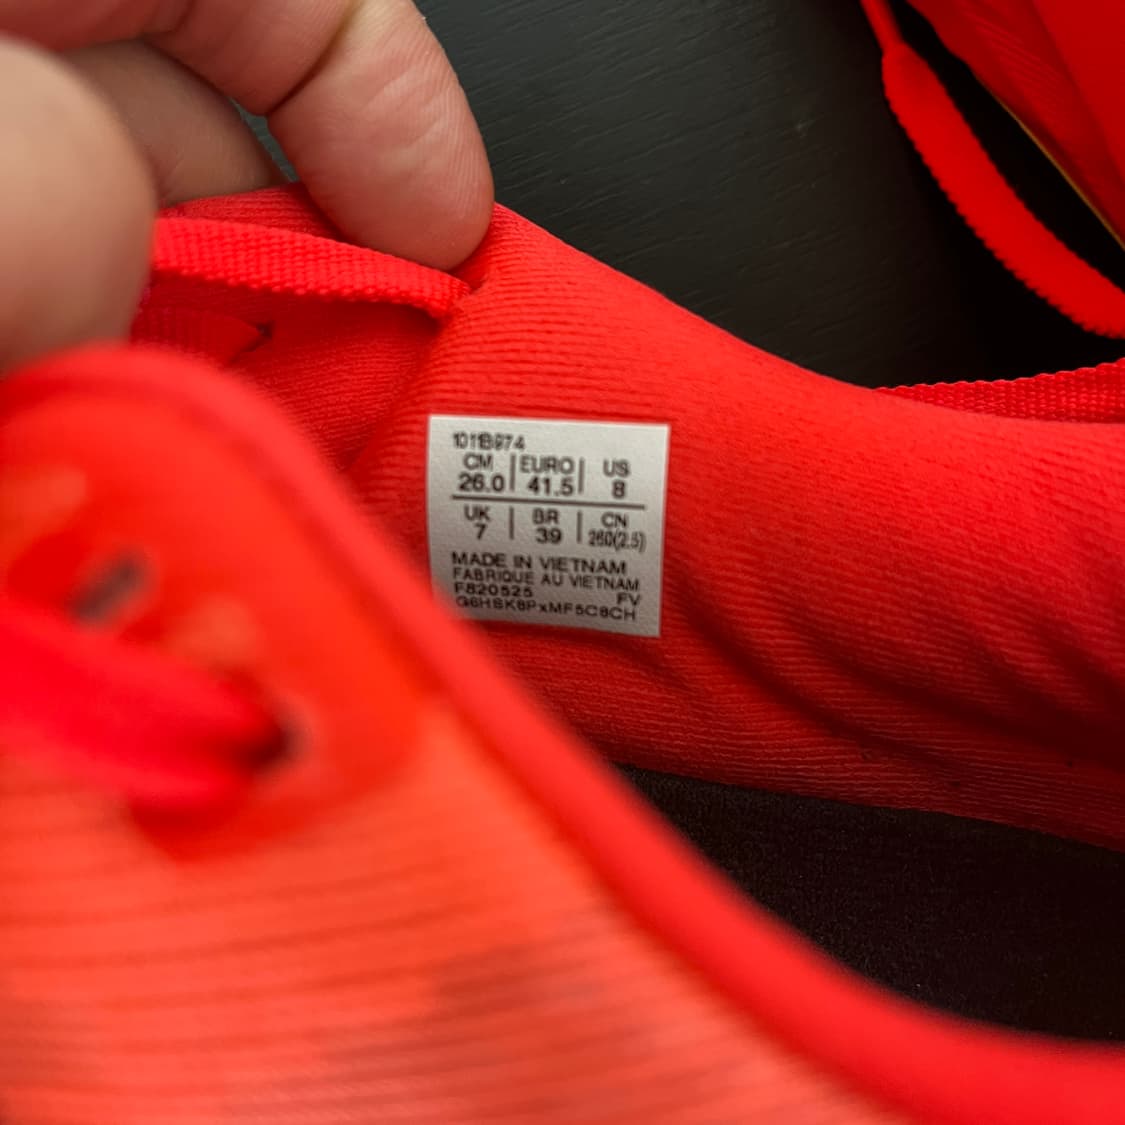 1011B974
CM | EURO | US
26.0 | 41.5 | 8
UK | BR | CN
7 | 39 | 260(2.5)
MADE IN VIETNAM
FABRIQUE AU VIETNAM
F820525 FV
G6HSK8PxMF5C8CH